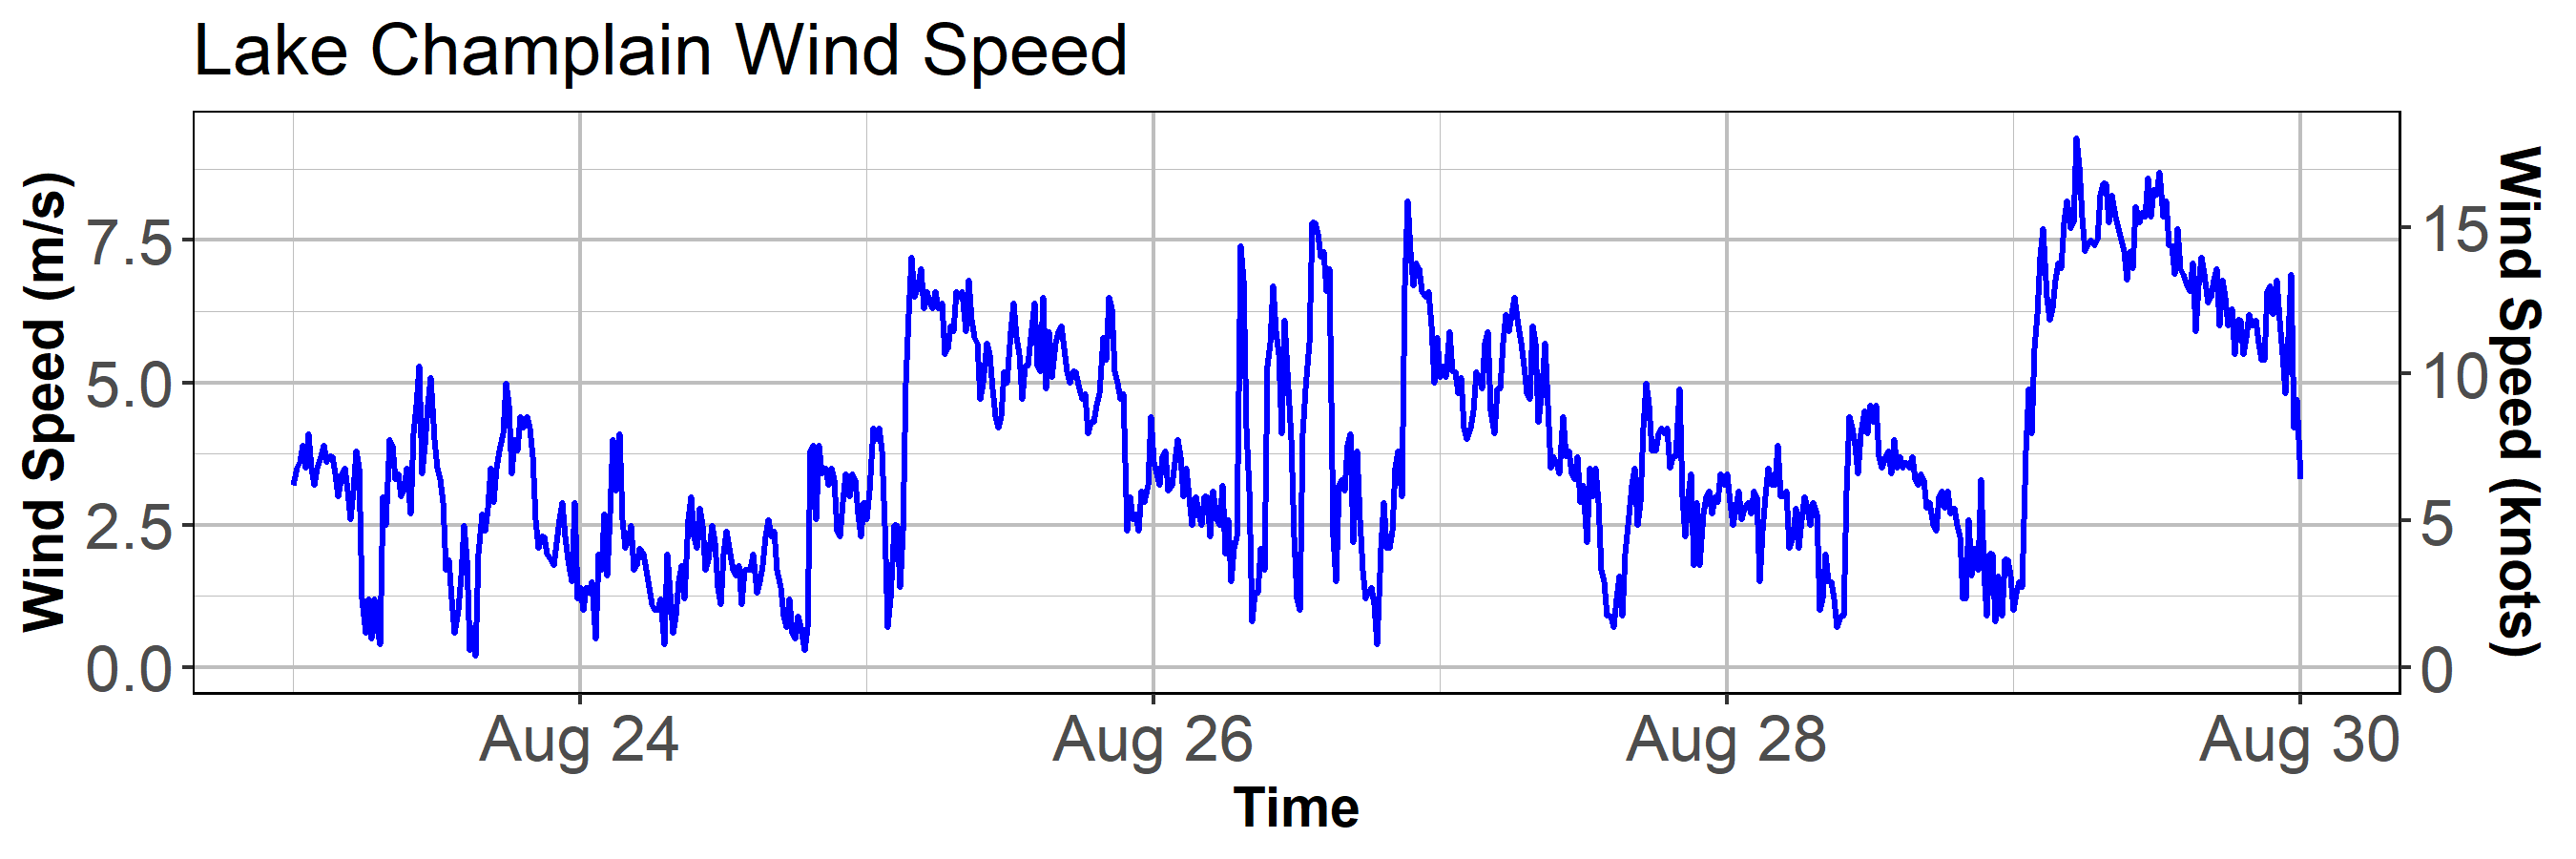 Lake Champlain Wind Speed
Wind Speed (m/s)
7.5
5.0
2.5
0.0
Wind Speed (knots)
15
10
5
0
Aug 24
Aug 26
Aug 28
Aug 30
Time